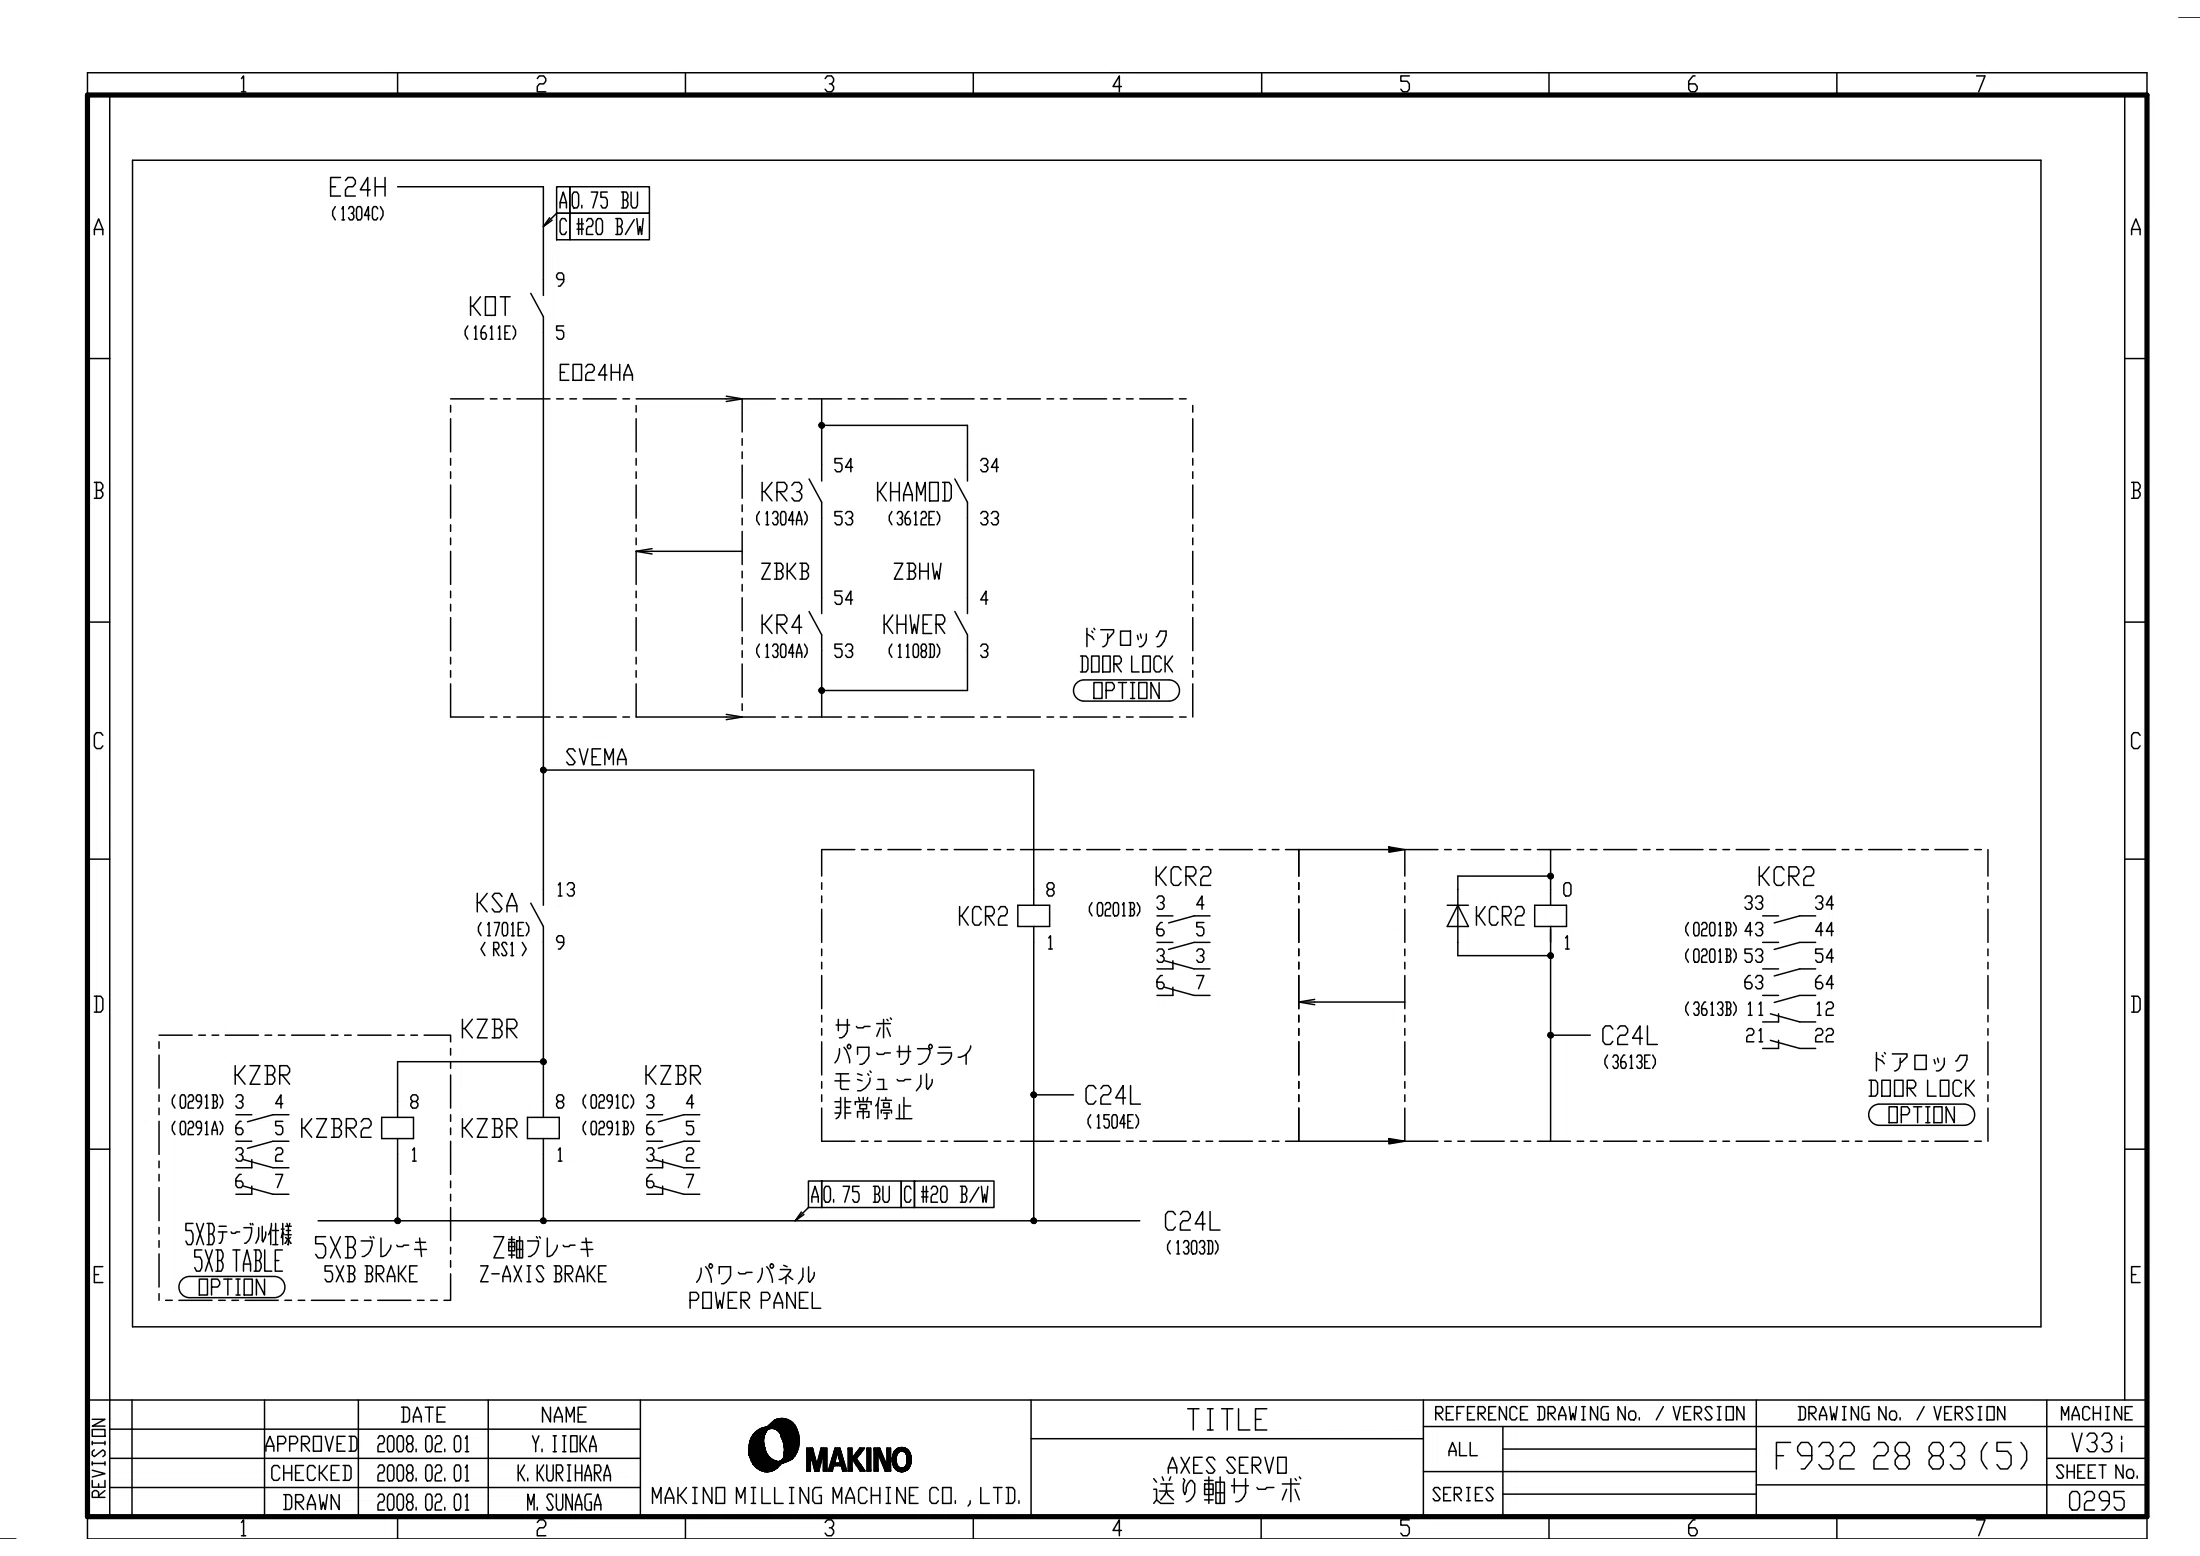 1 2 3 4 5 6 7
A
B
C
D
E
A
B
C
D
E
E24H
(1304C)
A 0.75 BU
C #20 B/W
9
KOT
(1611E)
5
EO24HA
54
34
KR3
KHAMOD
(1304A)
53
(3612E)
33
ZBKB
ZBHW
54
4
KR4
KHWER
(1304A)
53
(1108D)
3
ドアロック
DOOR LOCK
OPTION
SVEMA
KSA
13
(1701E)
<RS1>
9
KCR2
8
1
KCR2
(0201B) 3 4
6 5
3 3
6 7
サーボ
パワーサプライ
モジュール
非常停止
C24L
(1504E)
KCR2
0
1
C24L
(3613E)
KCR2
33 34
(0201B) 43 44
(0201B) 53 54
63 64
(3613B) 11 12
21 22
ドアロック
DOOR LOCK
OPTION
KZBR
KZBR
(0291B) 3 4
(0291A) 6 5
3 2
6 7
KZBR2
8
1
KZBR
8
1
KZBR
(0291C) 3 4
(0291B) 6 5
3 2
6 7
A 0.75 BU C #20 B/W
C24L
(1303D)
5XBテーブル仕様
5XB TABLE
OPTION
5XBブレーキ
5XB BRAKE
Z軸ブレーキ
Z-AXIS BRAKE
パワーパネル
POWER PANEL
REVISION
DATE NAME
APPROVED 2008.02.01 Y. IIOKA
CHECKED 2008.02.01 K. KURIHARA
DRAWN 2008.02.01 M. SUNAGA
MAKINO
MAKINO MILLING MACHINE CO.,LTD.
TITLE
AXES SERVO
送り軸サーボ
REFERENCE DRAWING No. / VERSION
ALL
SERIES
DRAWING No. / VERSION
F932 28 83(5)
MACHINE
V33i
SHEET No.
0295
1 2 3 4 5 6 7